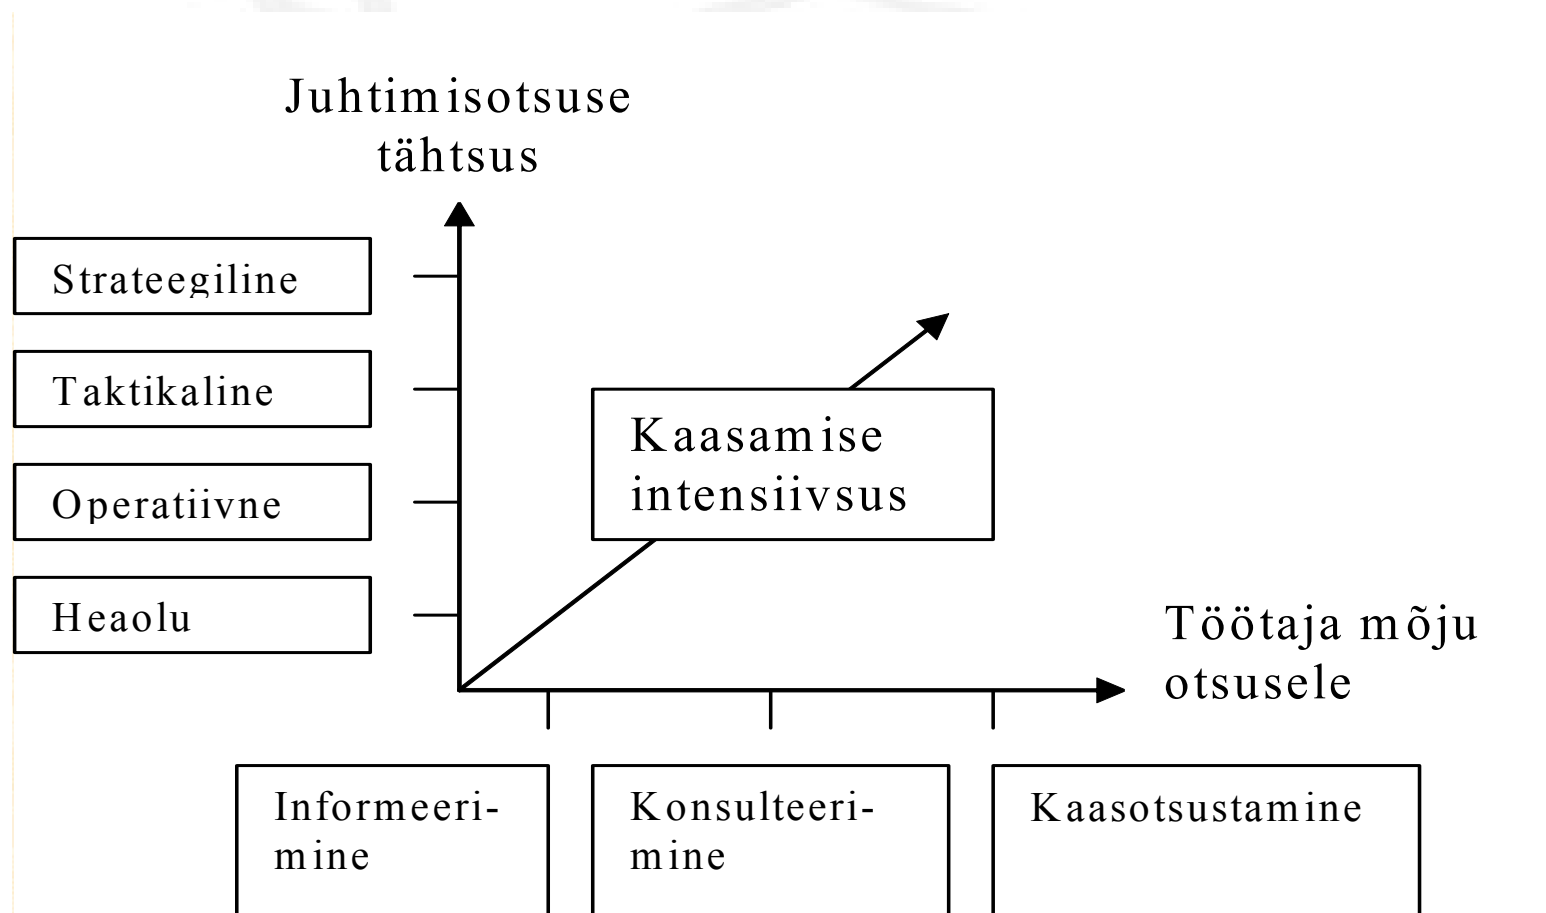 Juhtimisotsuse
tähtsus
Strateegiline
Taktikaline
Operatiivne
Heaolu
Kaasamise
intensiivsus
Töötaja mõju
otsusele
Informeeri-
mine
Konsulteeri-
mine
Kaasotsustamine